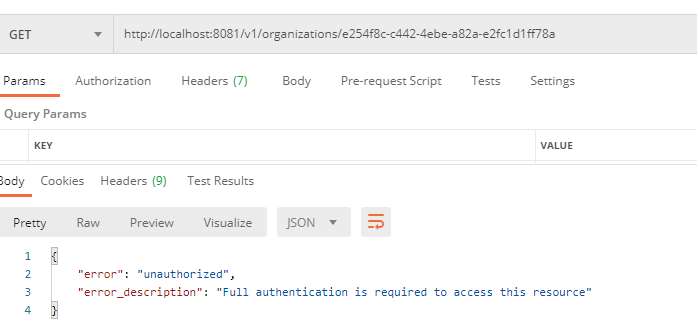 GET http://localhost:8081/v1/organizations/e254f8c-c442-4ebe-a82a-e2fc1d1ff78a
Params Authorization Headers (7) Body Pre-request Script Tests Settings
Query Params
KEY VALUE
Body Cookies Headers (9) Test Results
Pretty Raw Preview Visualize JSON
1 {
2 "error": "unauthorized",
3 "error_description": "Full authentication is required to access this resource"
4 }